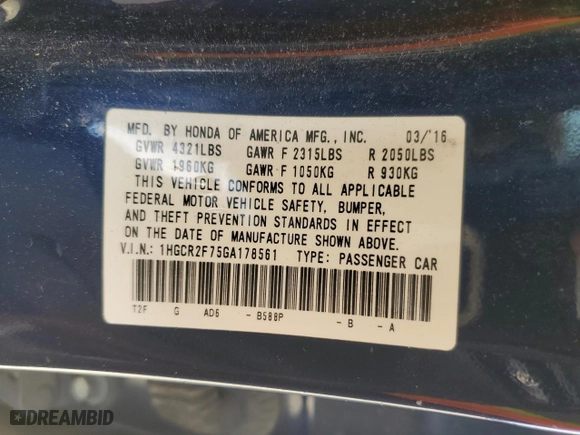 MFD. BY HONDA OF AMERICA MFG., INC. 03/'16
GVWR 4321LBS GAWR F 2315LBS R 2050LBS
GVWR 1960KG GAWR F 1050KG R 930KG
THIS VEHICLE CONFORMS TO ALL APPLICABLE
FEDERAL MOTOR VEHICLE SAFETY, BUMPER,
AND THEFT PREVENTION STANDARDS IN EFFECT
ON THE DATE OF MANUFACTURE SHOWN ABOVE.
V.I.N.: 1HGCR2F75GA178561 TYPE: PASSENGER CAR
T2F G AD6 - B588P - B - A
DREAMBID